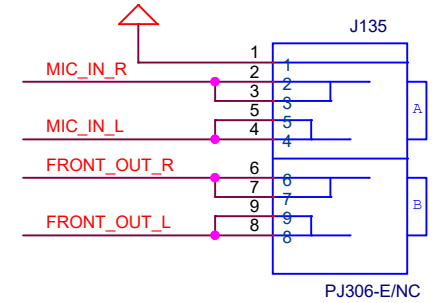 J135
1
1
MIC_IN_R
2
2
3
3
A
5
5
MIC_IN_L
4
4
FRONT_OUT_R
6
6
7
7
B
9
9
FRONT_OUT_L
8
8
PJ306-E/NC